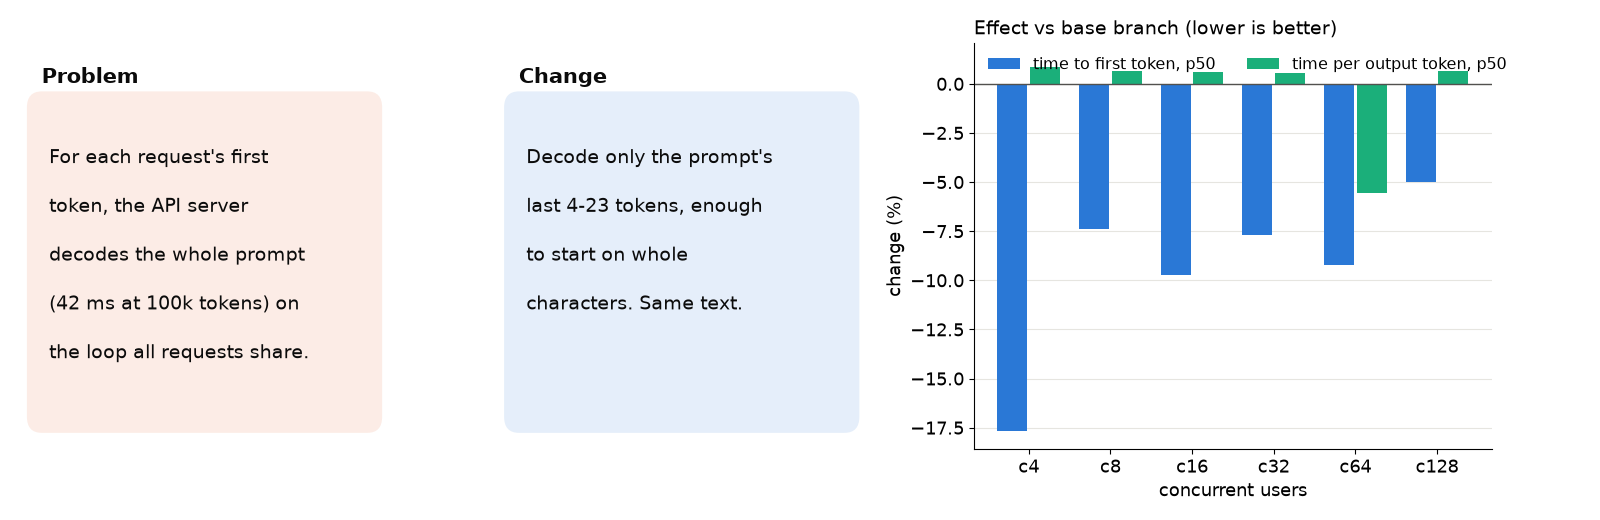 Problem
For each request's first
token, the API server
decodes the whole prompt
(42 ms at 100k tokens) on
the loop all requests share.
Change
Decode only the prompt's
last 4-23 tokens, enough
to start on whole
characters. Same text.
Effect vs base branch (lower is better)
time to first token, p50
time per output token, p50
change (%)
0.0
−2.5
−5.0
−7.5
−10.0
−12.5
−15.0
−17.5
c4 c8 c16 c32 c64 c128
concurrent users